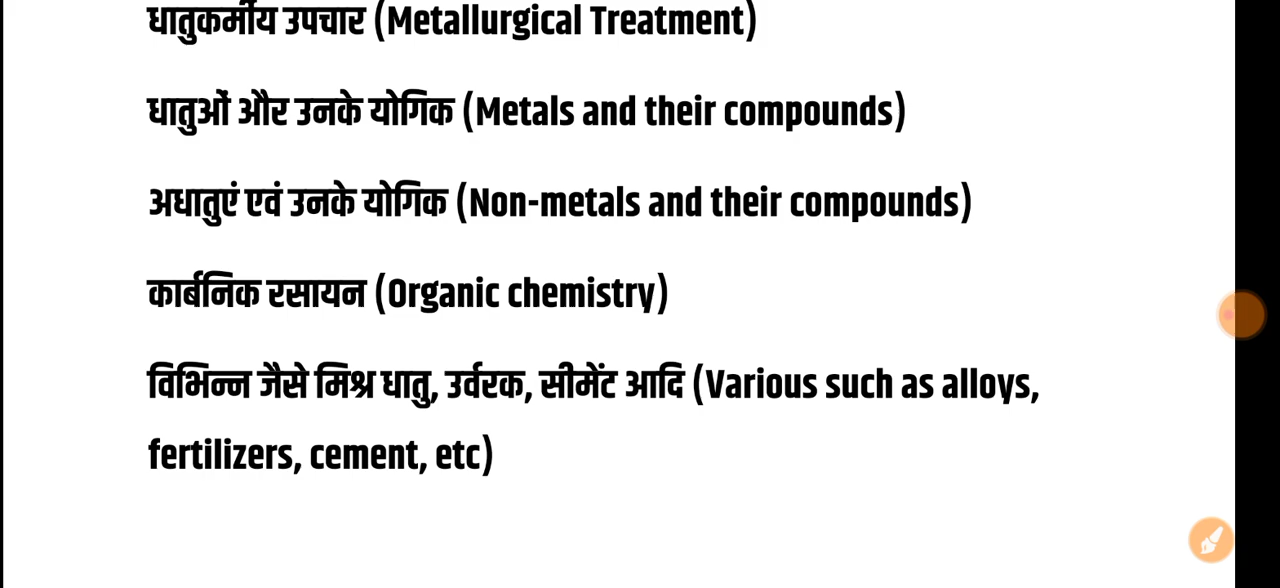 धातुकर्मीय उपचार (Metallurgical Treatment)
धातुओं और उनके योगिक (Metals and their compounds)
अधातुएं एवं उनके योगिक (Non-metals and their compounds)
कार्बनिक रसायन (Organic chemistry)
विभिन्न जैसे मिश्र धातु, उर्वरक, सीमेंट आदि (Various such as alloys,
fertilizers, cement, etc)